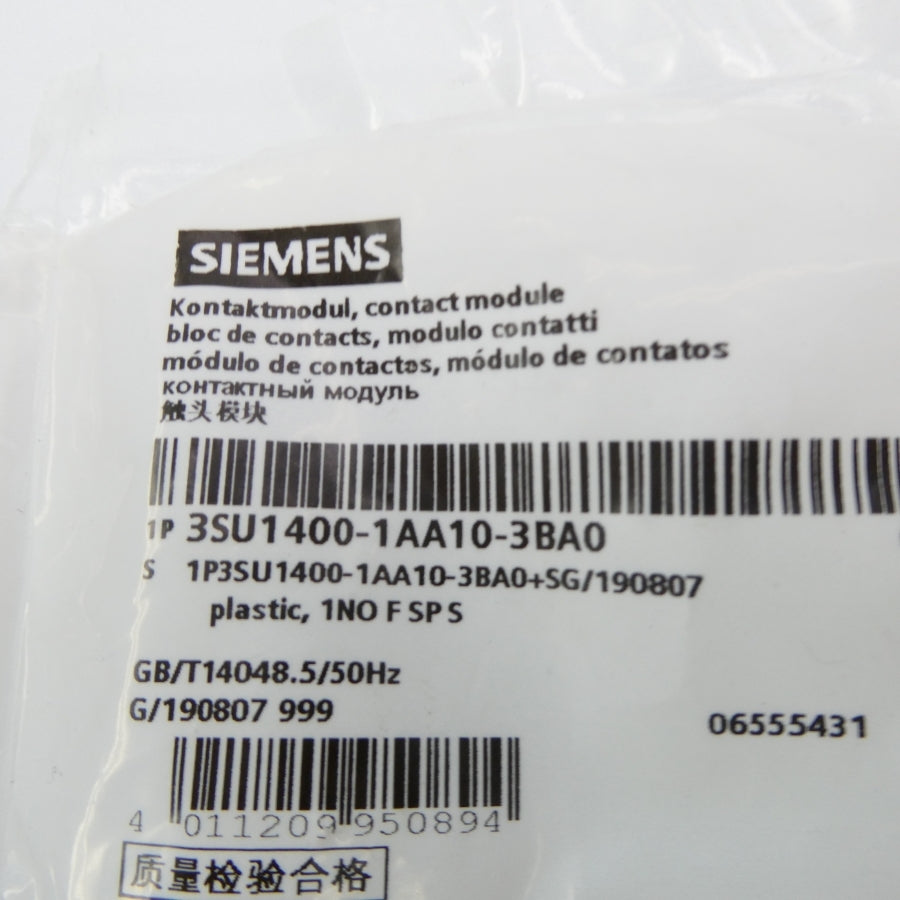 SIEMENS
Kontaktmodul, contact module
bloc de contacts, modulo contatti
módulo de contactos, módulo de contatos
контактный модуль
触头模块
1P 3SU1400-1AA10-3BA0
S 1P3SU1400-1AA10-3BA0+SG/190807
plastic, 1NO F SP S
GB/T14048.5/50Hz
G/190807 999
06555431
4 011209 950894
质量检验合格